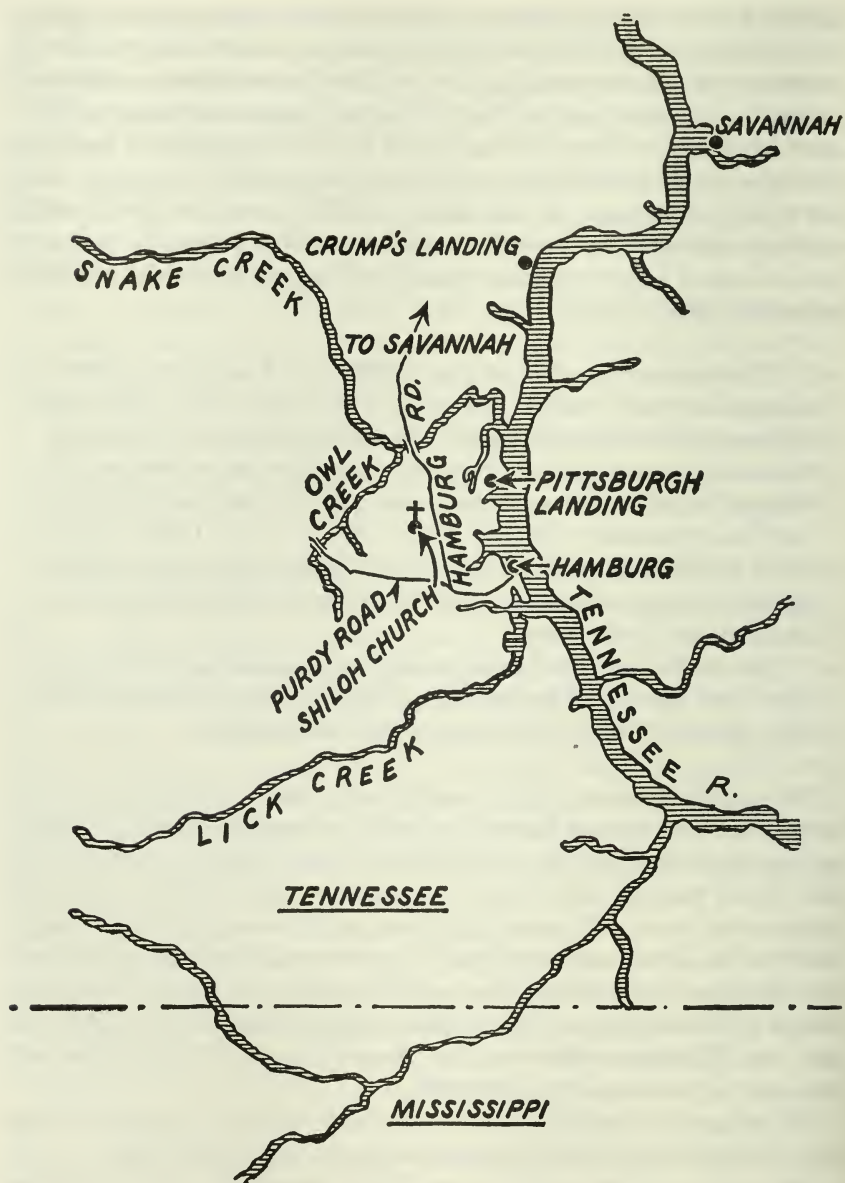 SAVANNAH
CRUMP'S LANDING
SNAKE CREEK
TO SAVANNAH
HAMBURG RD.
OWL
CREEK
PITTSBURGH
LANDING
HAMBURG
PURDY ROAD
SHILOH CHURCH
TENNESSEE R.
LICK CREEK
TENNESSEE
MISSISSIPPI